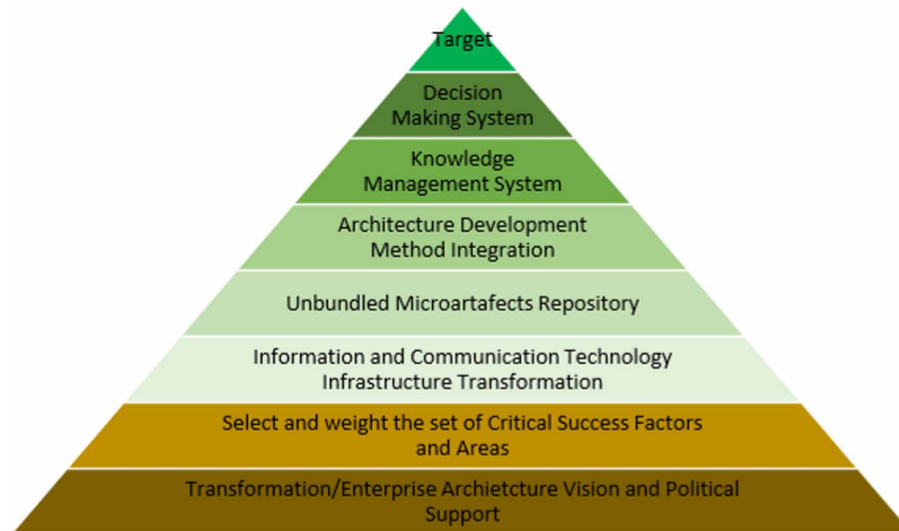 Target
Decision
Making System
Knowledge
Management System
Architecture Development
Method Integration
Unbundled Microartafects Repository
Information and Communication Technology
Infrastructure Transformation
Select and weight the set of Critical Success Factors
and Areas
Transformation/Enterprise Archietcture Vision and Political
Support